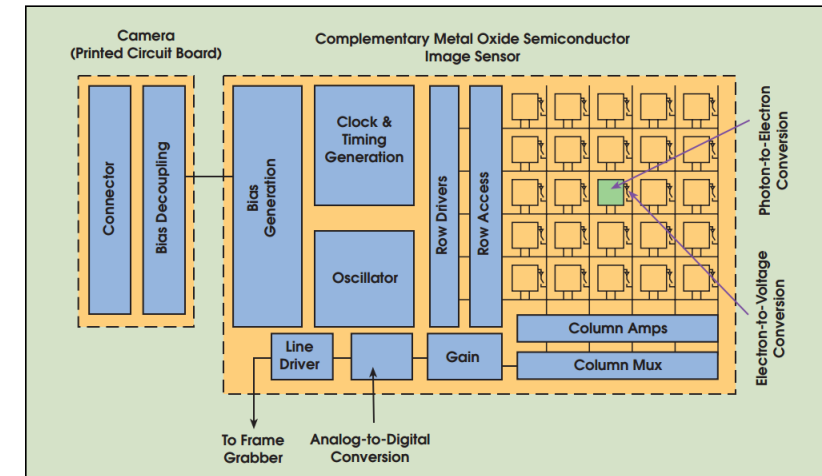 Camera
(Printed Circuit Board)
Complementary Metal Oxide Semiconductor
Image Sensor
Connector
Bias Decoupling
Bias
Generation
Clock &
Timing
Generation
Oscillator
Row Drivers
Row Access
Photon-to-Electron
Conversion
Electron-to-Voltage
Conversion
Column Amps
Line
Driver
Gain
Column Mux
To Frame
Grabber
Analog-to-Digital
Conversion